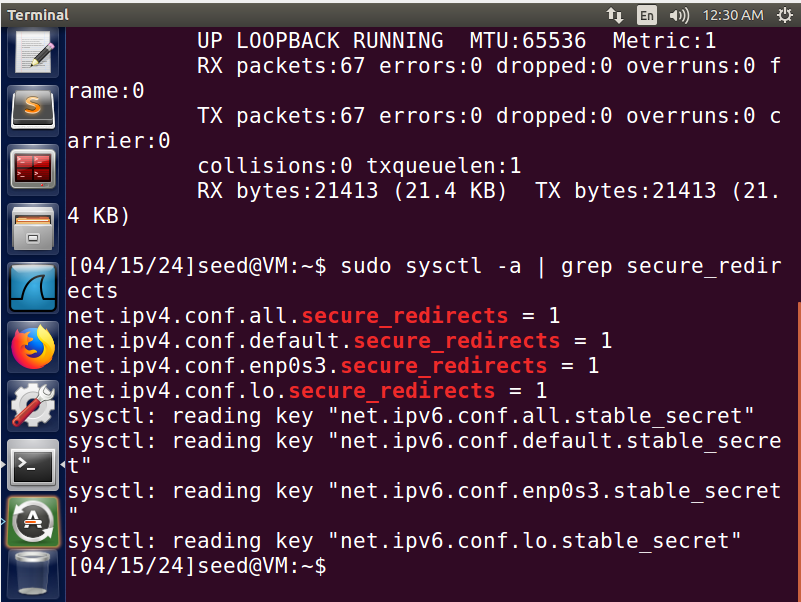 Terminal
En
12:30 AM
UP LOOPBACK RUNNING  MTU:65536  Metric:1
RX packets:67 errors:0 dropped:0 overruns:0 f
rame:0
TX packets:67 errors:0 dropped:0 overruns:0 c
arrier:0
collisions:0 txqueuelen:1
RX bytes:21413 (21.4 KB)  TX bytes:21413 (21.
4 KB)
[04/15/24]seed@VM:~$ sudo sysctl -a | grep secure_redir
ects
net.ipv4.conf.all.secure_redirects = 1
net.ipv4.conf.default.secure_redirects = 1
net.ipv4.conf.enp0s3.secure_redirects = 1
net.ipv4.conf.lo.secure_redirects = 1
sysctl: reading key "net.ipv6.conf.all.stable_secret"
sysctl: reading key "net.ipv6.conf.default.stable_secre
t"
sysctl: reading key "net.ipv6.conf.enp0s3.stable_secret
"
sysctl: reading key "net.ipv6.conf.lo.stable_secret"
[04/15/24]seed@VM:~$